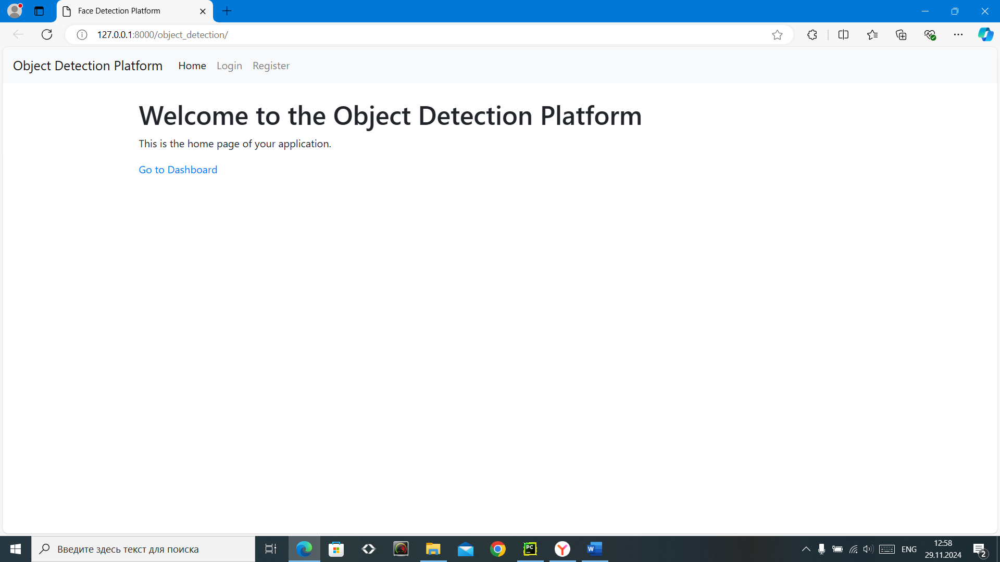 Face Detection Platform
127.0.0.1:8000/object_detection/
Object Detection Platform Home Login Register
Welcome to the Object Detection Platform
This is the home page of your application.
Go to Dashboard
Введите здесь текст для поиска
PC
W
ENG
12:58
29.11.2024
2